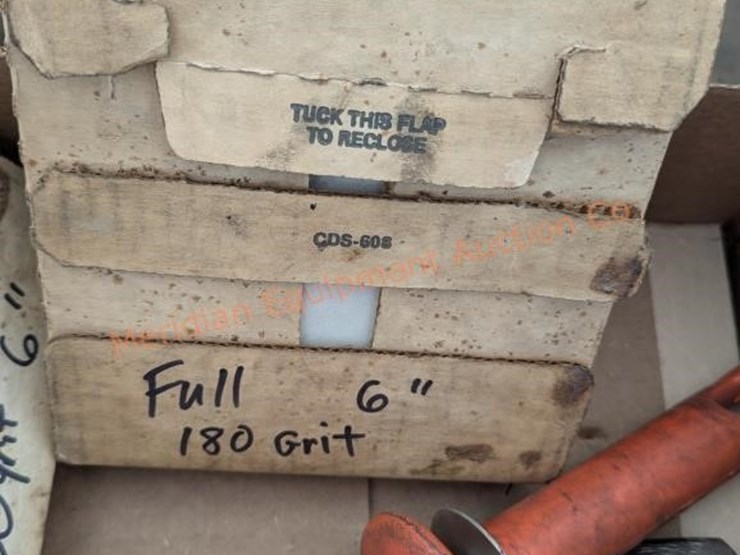 TUCK THIS FLAP
TO RECLOSE
CDS-608
Meridian Equipment Auction Co
Full 6"
180 Grit
6"